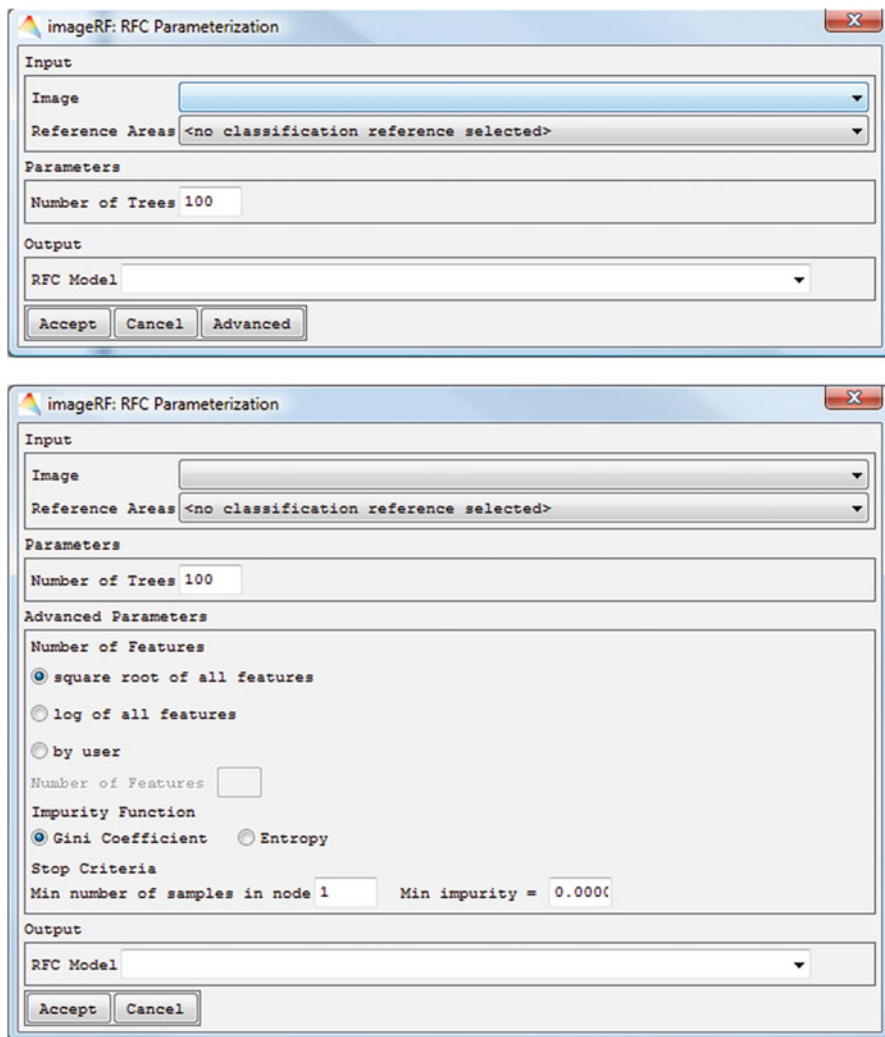 imageRF: RFC Parameterization
Input
Image
Reference Areas <no classification reference selected>
Parameters
Number of Trees 100
Output
RFC Model
Accept Cancel Advanced
imageRF: RFC Parameterization
Input
Image
Reference Areas <no classification reference selected>
Parameters
Number of Trees 100
Advanced Parameters
Number of Features
square root of all features
log of all features
by user
Number of Features
Impurity Function
Gini Coefficient Entropy
Stop Criteria
Min number of samples in node 1 Min impurity = 0.000
Output
RFC Model
Accept Cancel